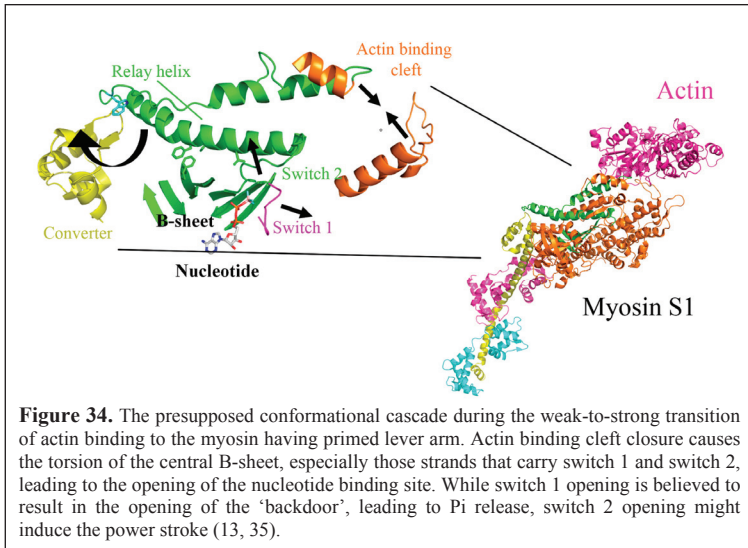 Actin binding
cleft
Relay helix
Actin
Switch 2
B-sheet
Switch 1
Converter
Nucleotide
Myosin S1
Figure 34. The presupposed conformational cascade during the weak-to-strong transition
of actin binding to the myosin having primed lever arm. Actin binding cleft closure causes
the torsion of the central B-sheet, especially those strands that carry switch 1 and switch 2,
leading to the opening of the nucleotide binding site. While switch 1 opening is believed to
result in the opening of the ‘backdoor’, leading to Pi release, switch 2 opening might
induce the power stroke (13, 35).